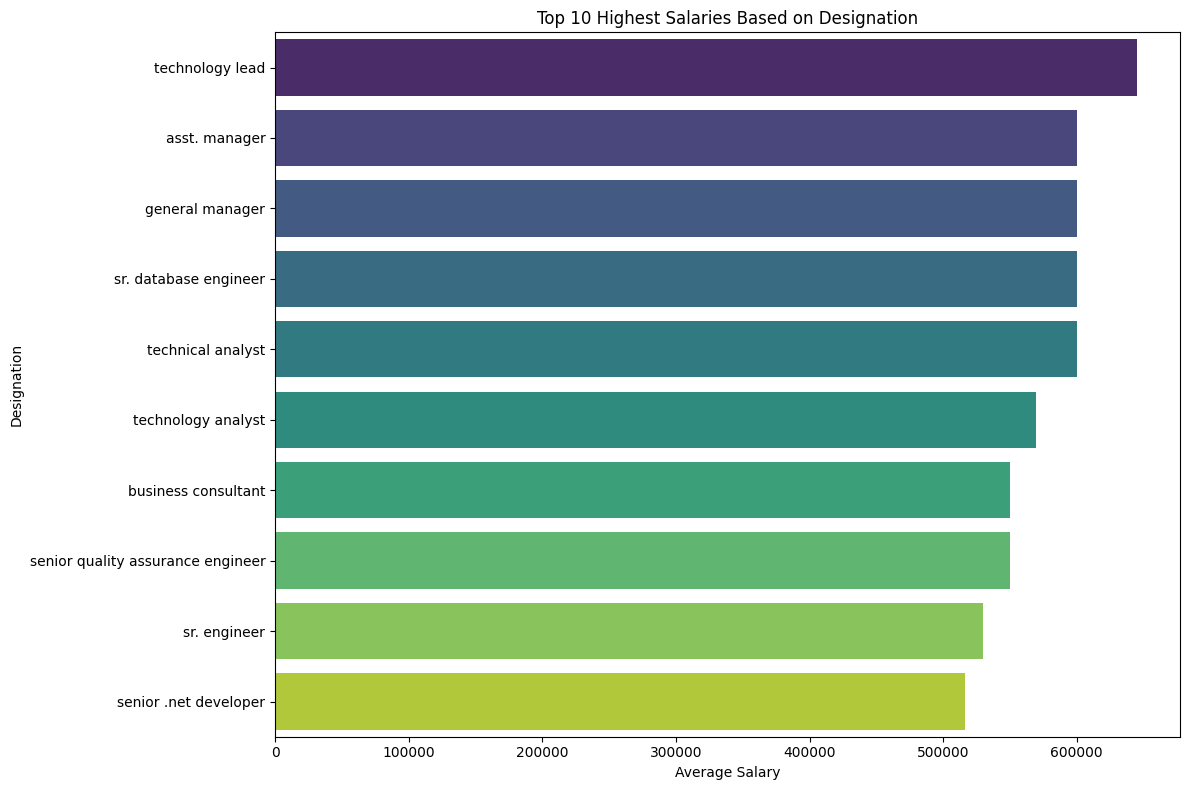 Top 10 Highest Salaries Based on Designation
technology lead
asst. manager
general manager
sr. database engineer
technical analyst
technology analyst
business consultant
senior quality assurance engineer
sr. engineer
senior .net developer
Designation
0 100000 200000 300000 400000 500000 600000
Average Salary